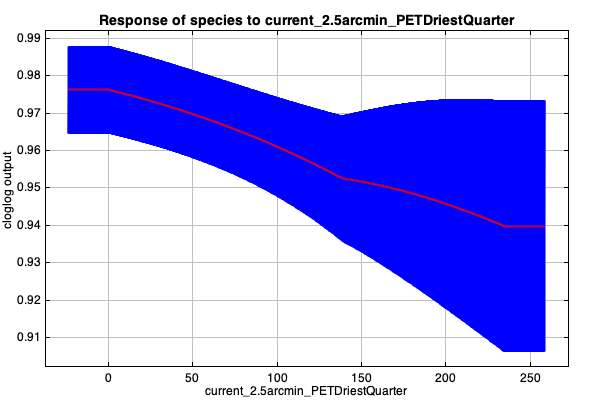 Response of species to current_2.5arcmin_PETDriestQuarter
0.99
0.98
0.97
0.96
0.95
0.94
0.93
0.92
0.91
cloglog output
0 50 100 150 200 250
current_2.5arcmin_PETDriestQuarter